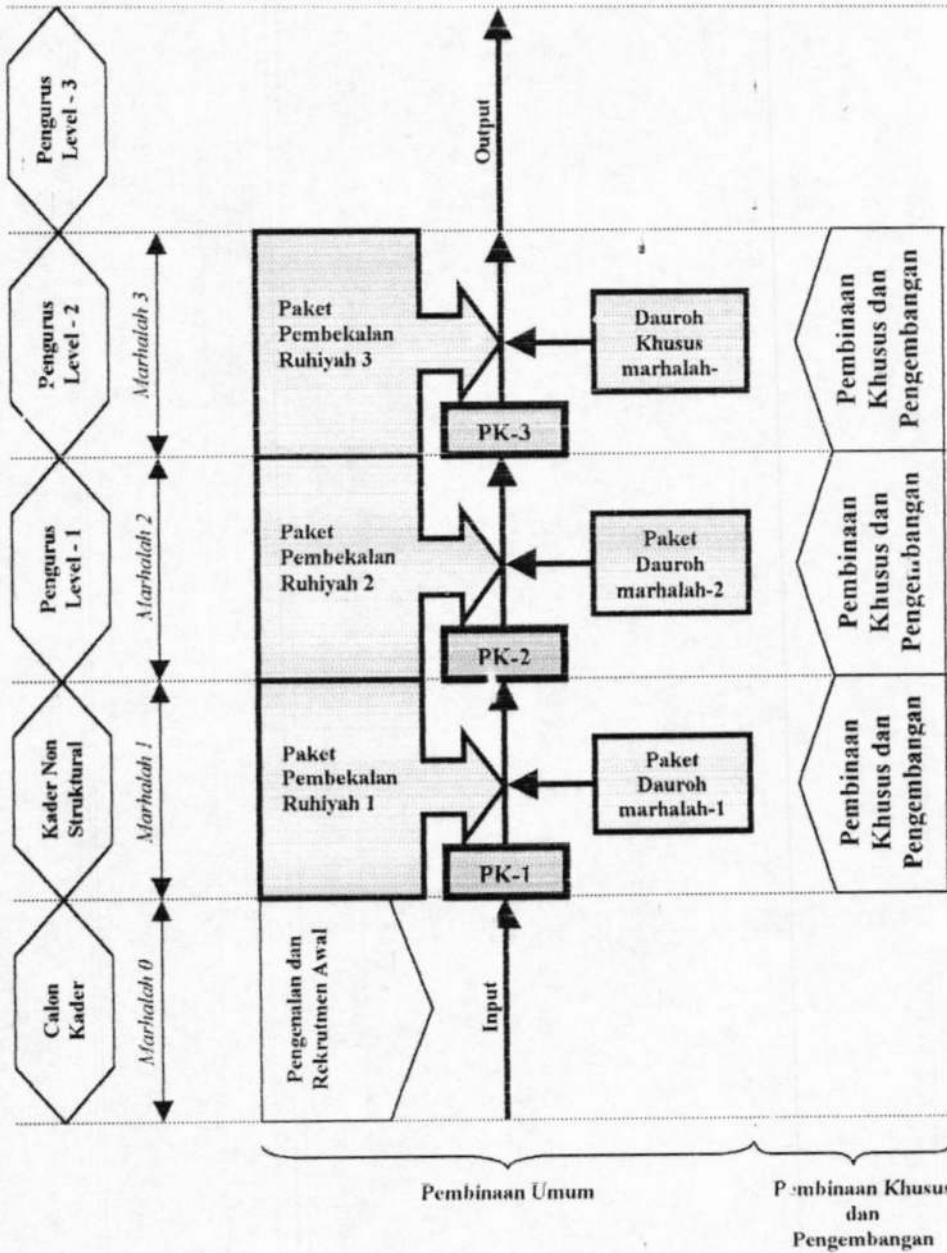 Pengurus
Level - 3
Pengurus
Level - 2
Pengurus
Level - 1
Kader Non
Struktural
Calon
Kader
Marhalah 3
Marhalah 2
Marhalah 1
Marhalah 0
Paket
Pembekalan
Ruhiyah 3
Paket
Pembekalan
Ruhiyah 2
Paket
Pembekalan
Ruhiyah 1
Pengenalan dan
Rekrutmen Awal
Output
PK-3
PK-2
PK-1
Input
Dauroh
Khusus
marhalah-
Paket
Dauroh
marhalah-2
Paket
Dauroh
marhalah-1
Pembinaan
Khusus dan
Pengembangan
Pembinaan
Khusus dan
Pengembangan
Pembinaan
Khusus dan
Pengembangan
Pembinaan Umum
Pembinaan Khusus
dan
Pengembangan